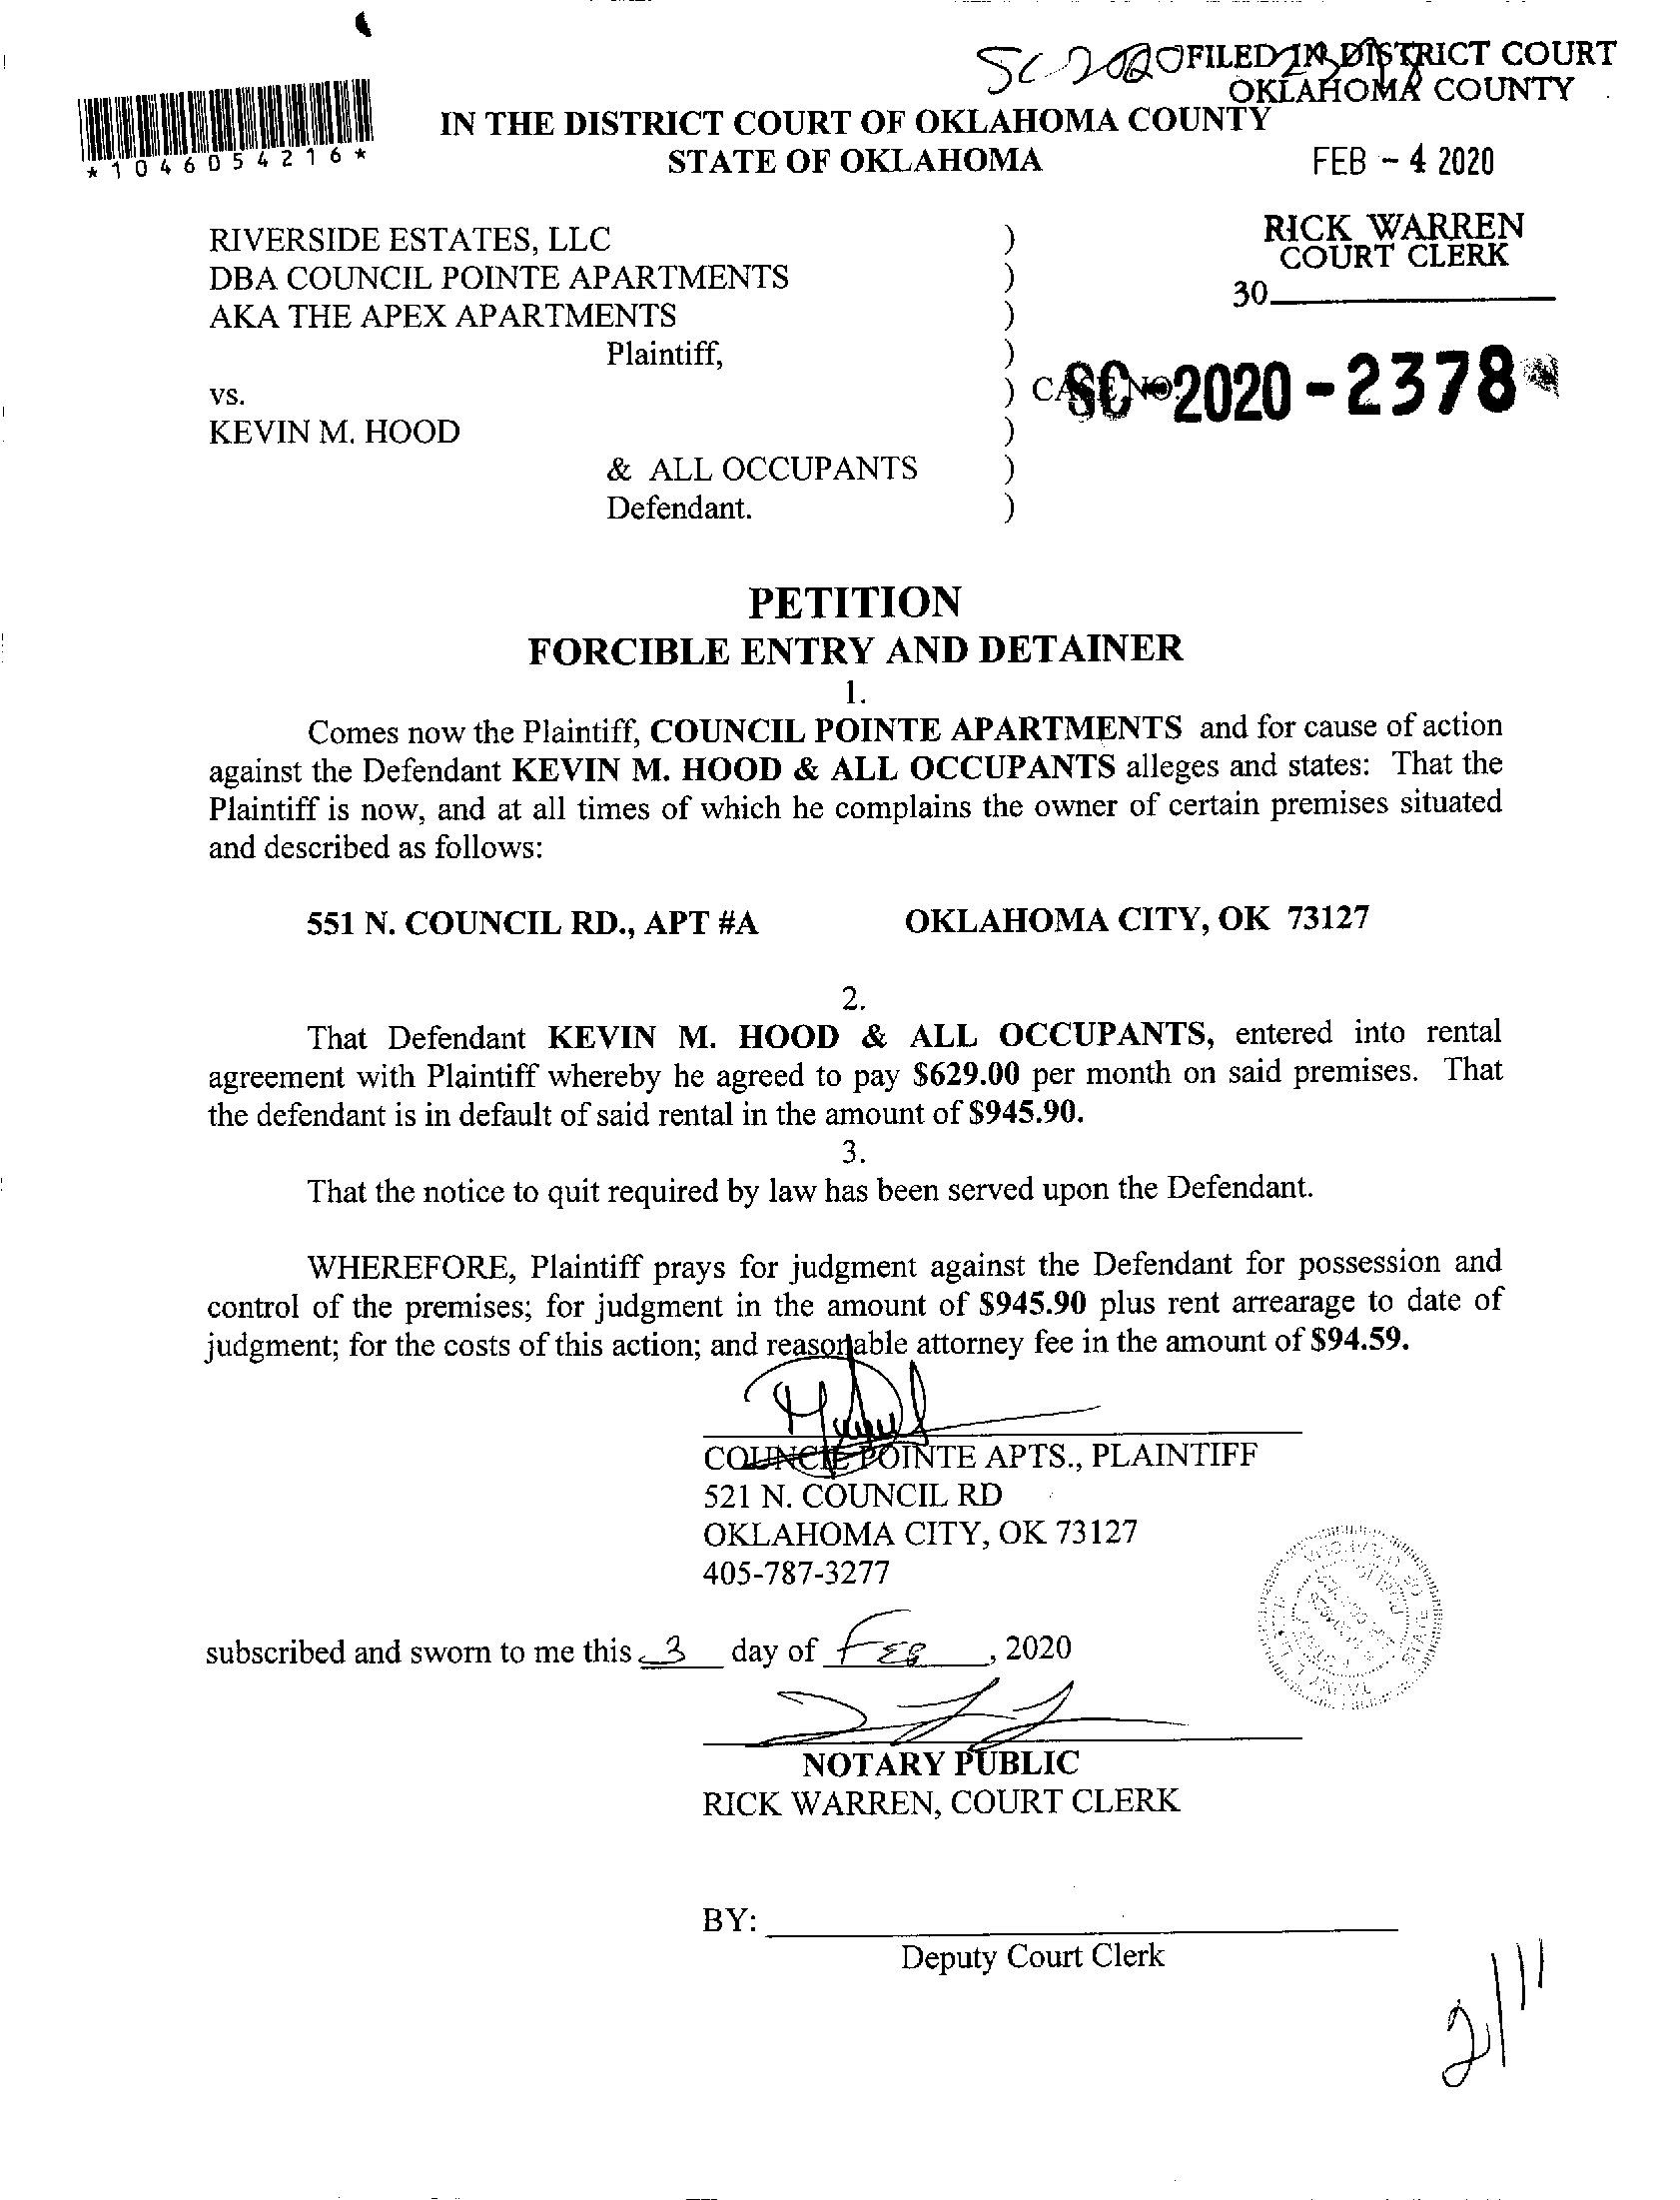 SC 2020 FILED IN DISTRICT COURT
OKLAHOMA COUNTY
*1046054216*
IN THE DISTRICT COURT OF OKLAHOMA COUNTY
STATE OF OKLAHOMA
FEB - 4 2020
RICK WARREN
COURT CLERK
30
RIVERSIDE ESTATES, LLC )
DBA COUNCIL POINTE APARTMENTS )
AKA THE APEX APARTMENTS )
Plaintiff, )
vs. ) CASE NO. SC-2020-2378
KEVIN M. HOOD )
& ALL OCCUPANTS )
Defendant. )
PETITION
FORCIBLE ENTRY AND DETAINER
1.
Comes now the Plaintiff, COUNCIL POINTE APARTMENTS and for cause of action
against the Defendant KEVIN M. HOOD & ALL OCCUPANTS alleges and states: That the
Plaintiff is now, and at all times of which he complains the owner of certain premises situated
and described as follows:
551 N. COUNCIL RD., APT #A OKLAHOMA CITY, OK 73127
2.
That Defendant KEVIN M. HOOD & ALL OCCUPANTS, entered into rental
agreement with Plaintiff whereby he agreed to pay $629.00 per month on said premises. That
the defendant is in default of said rental in the amount of $945.90.
3.
That the notice to quit required by law has been served upon the Defendant.
WHEREFORE, Plaintiff prays for judgment against the Defendant for possession and
control of the premises; for judgment in the amount of $945.90 plus rent arrearage to date of
judgment; for the costs of this action; and reasonable attorney fee in the amount of $94.59.
COUNCIL POINTE APTS., PLAINTIFF
521 N. COUNCIL RD
OKLAHOMA CITY, OK 73127
405-787-3277
subscribed and sworn to me this 3 day of FEB, 2020
NOTARY PUBLIC
RICK WARREN, COURT CLERK
BY:
Deputy Court Clerk
2/11